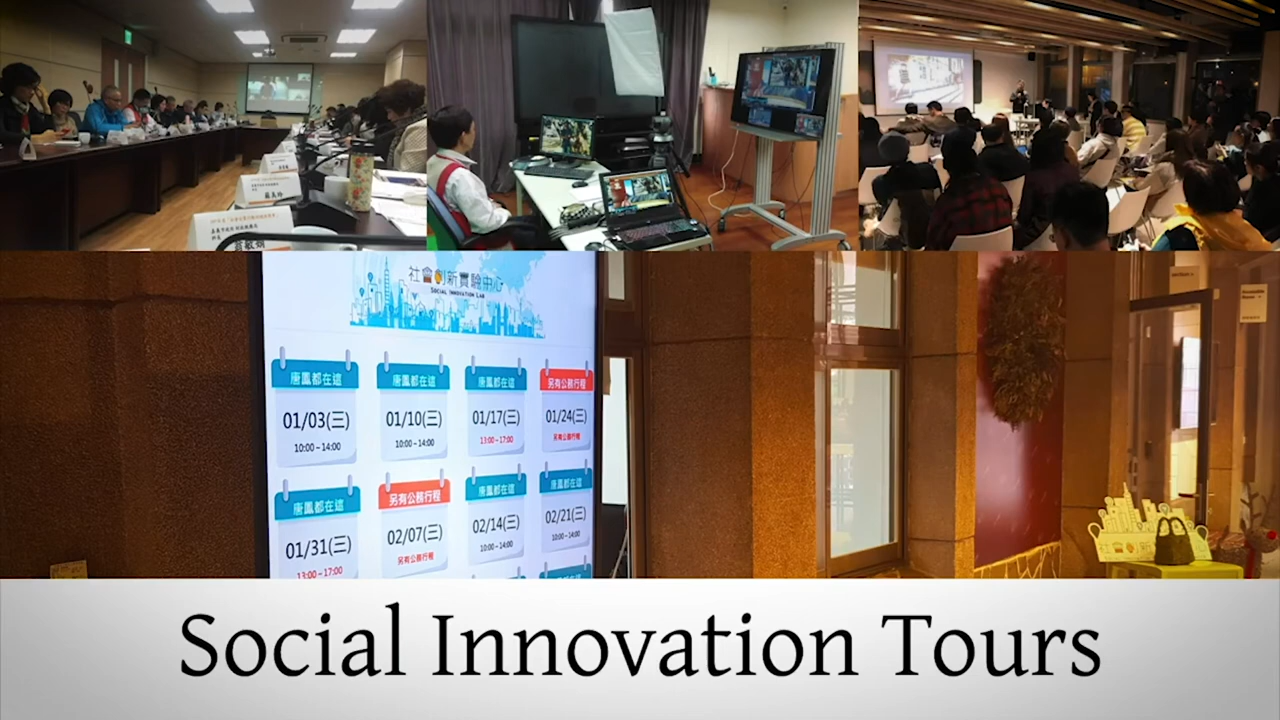 社會創新實驗中心
SOCIAL INNOVATION LAB
唐鳳都在這
01/03(三)
10:00~14:00
唐鳳都在這
01/10(三)
10:00~14:00
唐鳳都在這
01/17(三)
13:00~17:00
另有公務行程
01/24(三)
另有公務行程
唐鳳都在這
01/31(三)
13:00~17:00
另有公務行程
02/07(三)
另有公務行程
唐鳳都在這
02/14(三)
10:00~14:00
唐鳳都在這
02/21(三)
10:00~14:00
Social Innovation Tours